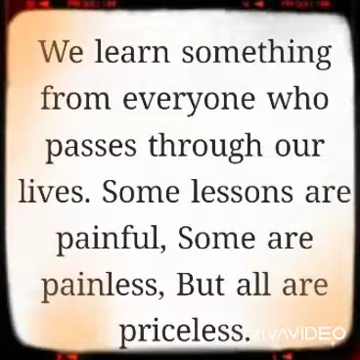 We learn something
from everyone who
passes through our
lives. Some lessons are
painful, Some are
painless, But all are
priceless.
VIVAVIDEO